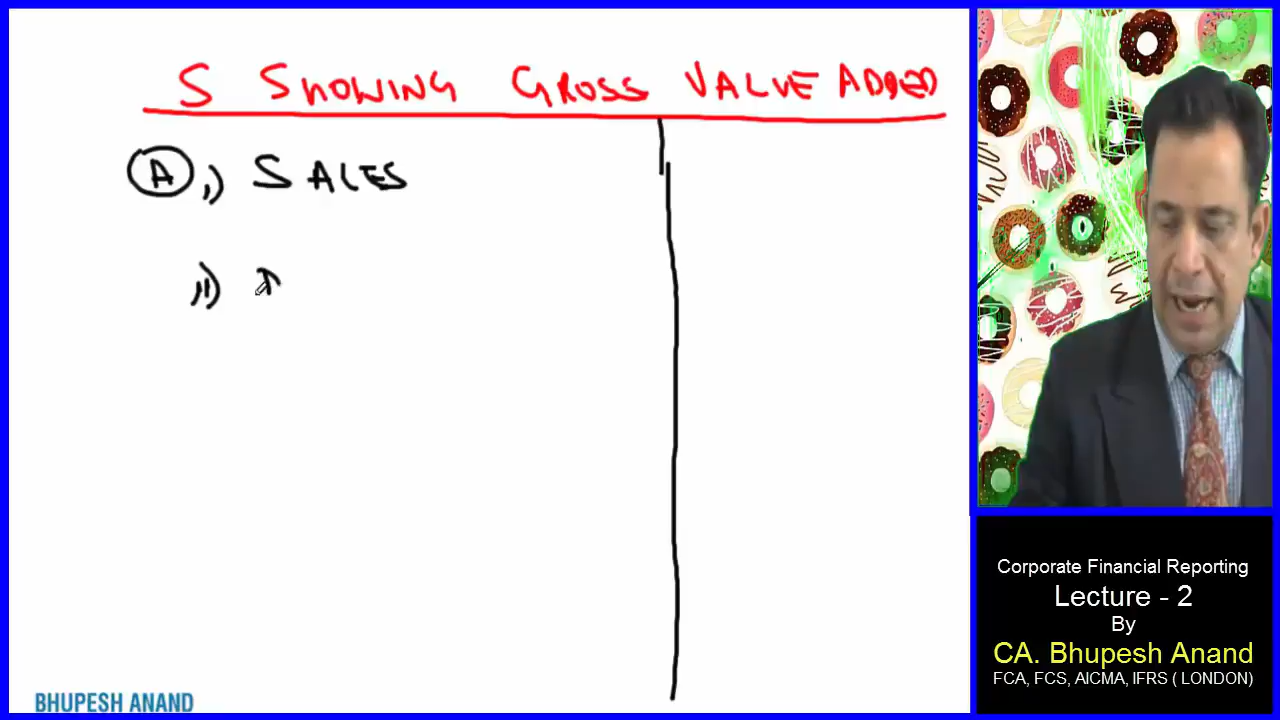 S SHOWING GROSS VALUE ADDED
A i) SALES
ii)
BHUPESH ANAND
Corporate Financial Reporting
Lecture - 2
By
CA. Bhupesh Anand
FCA, FCS, AICMA, IFRS ( LONDON)